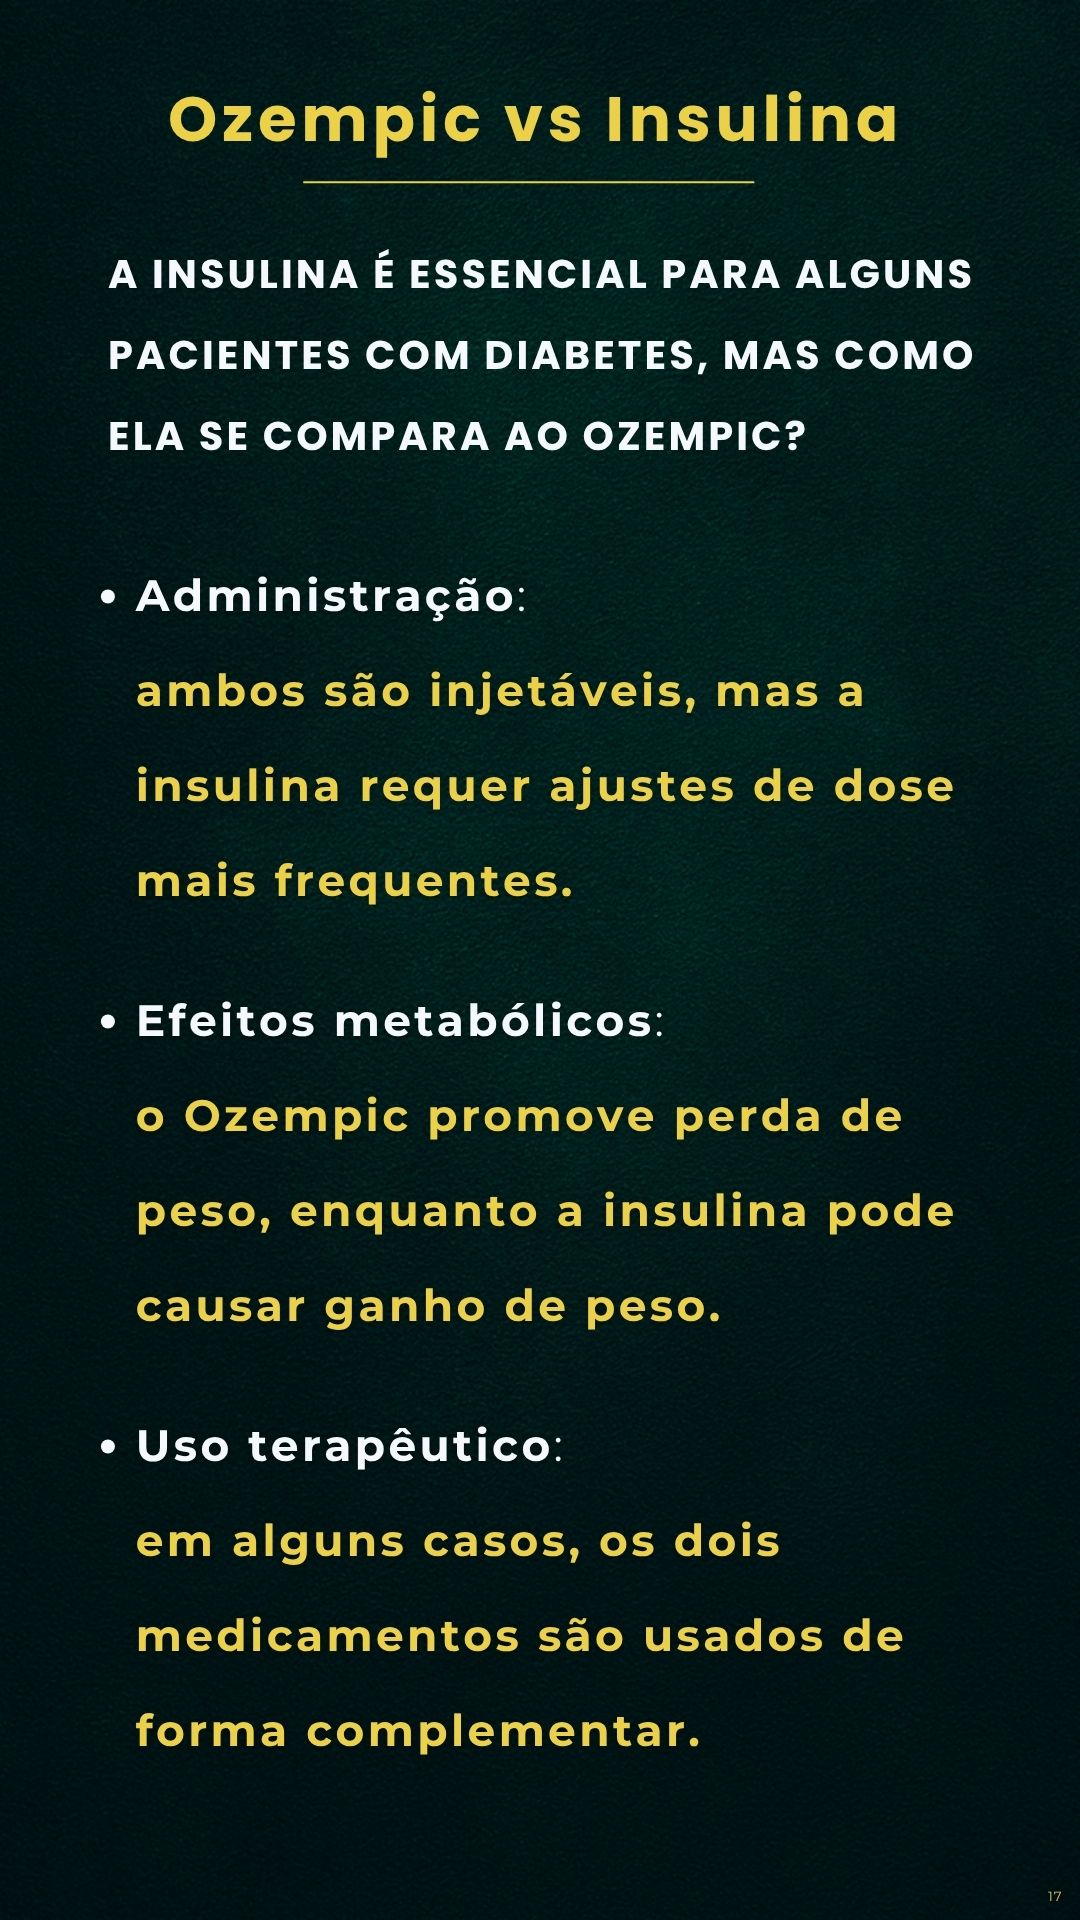 Ozempic vs Insulina
A INSULINA É ESSENCIAL PARA ALGUNS
PACIENTES COM DIABETES, MAS COMO
ELA SE COMPARA AO OZEMPIC?
• Administração:
ambos são injetáveis, mas a
insulina requer ajustes de dose
mais frequentes.
• Efeitos metabólicos:
o Ozempic promove perda de
peso, enquanto a insulina pode
causar ganho de peso.
• Uso terapêutico:
em alguns casos, os dois
medicamentos são usados de
forma complementar.
17